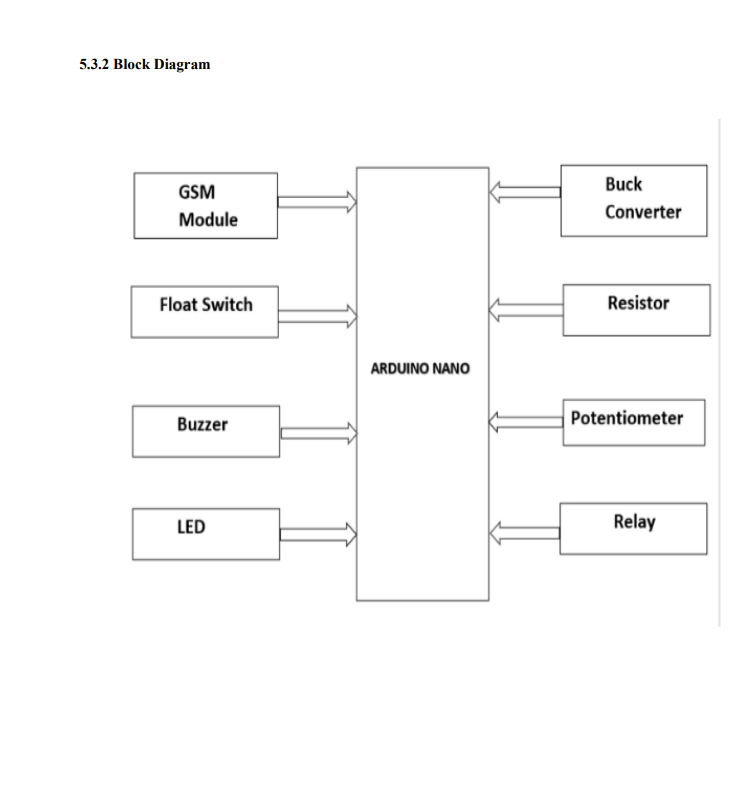 5.3.2 Block Diagram
GSM
Module
Float Switch
Buzzer
LED
ARDUINO NANO
Buck
Converter
Resistor
Potentiometer
Relay